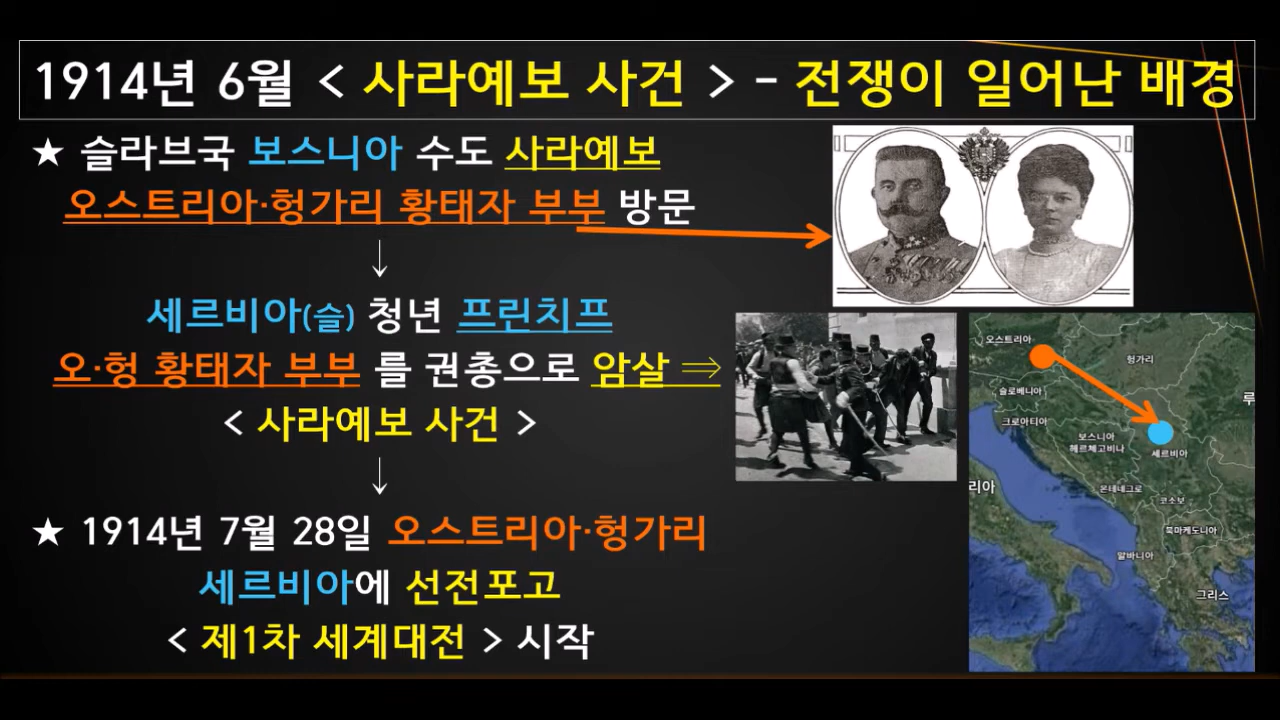 1914년 6월 < 사라예보 사건 > - 전쟁이 일어난 배경
★ 슬라브국 보스니아 수도 사라예보
오스트리아·헝가리 황태자 부부 방문
↓
세르비아(슬) 청년 프린치프
오·헝 황태자 부부 를 권총으로 암살 ⇒
< 사라예보 사건 >
↓
★ 1914년 7월 28일 오스트리아·헝가리
세르비아에 선전포고
< 제1차 세계대전 > 시작
오스트리아
헝가리
슬로베니아
루
크로아티아
보스니아
헤르체고비나
세르비아
리아
몬테네그로
코소보
북마케도니아
알바니아
그리스